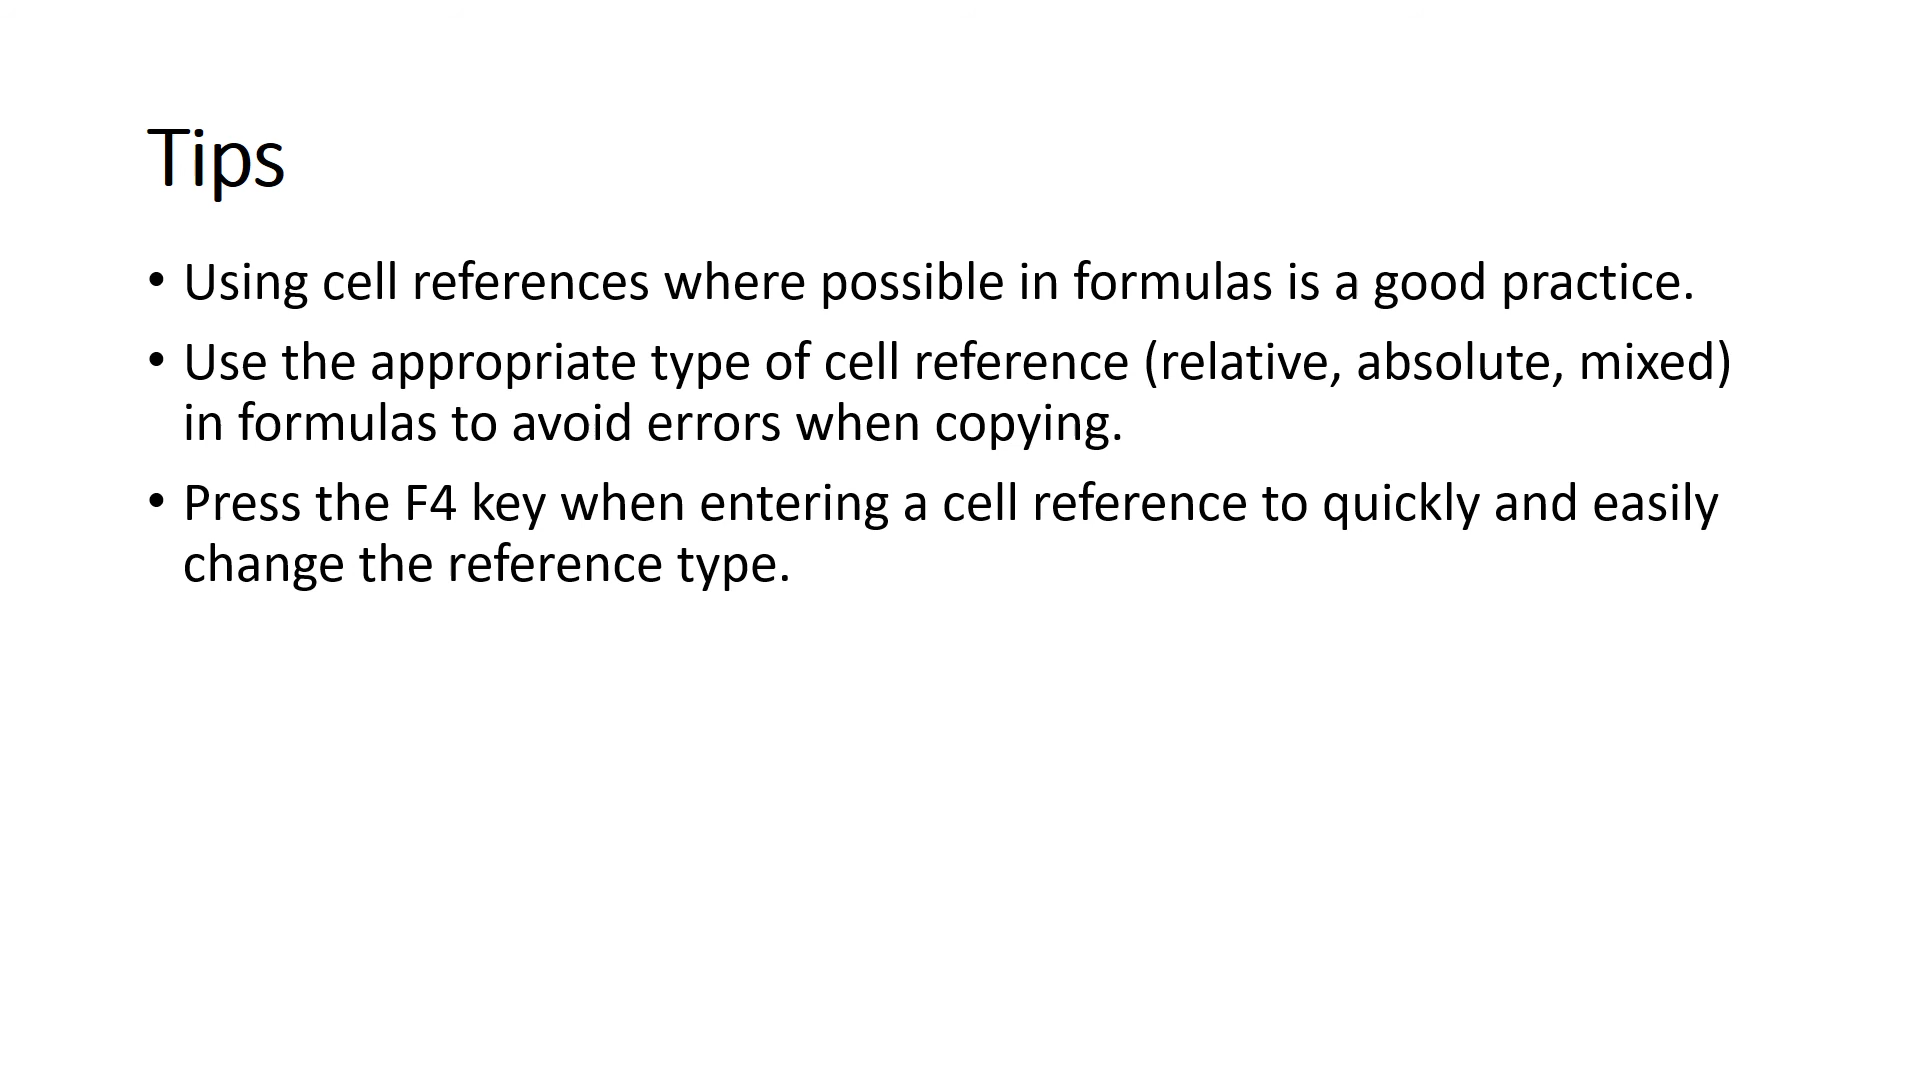 Tips
• Using cell references where possible in formulas is a good practice.
• Use the appropriate type of cell reference (relative, absolute, mixed)
in formulas to avoid errors when copying.
• Press the F4 key when entering a cell reference to quickly and easily
change the reference type.